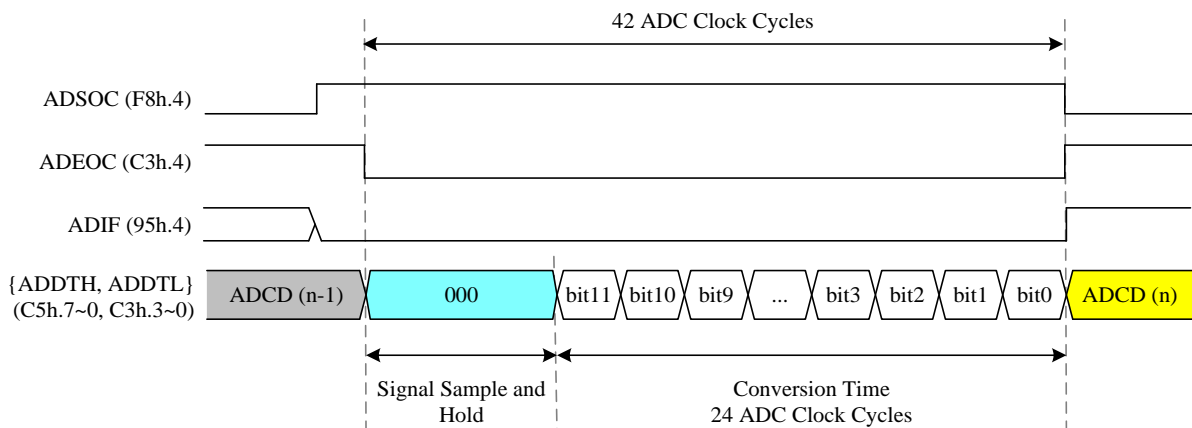 42 ADC Clock Cycles
ADSOC (F8h.4)
ADEOC (C3h.4)
ADIF (95h.4)
{ADDTH, ADDTL}
(C5h.7~0, C3h.3~0)
ADCD (n-1) 000 bit11 bit10 bit9 ... bit3 bit2 bit1 bit0 ADCD (n)
Signal Sample and
Hold
Conversion Time
24 ADC Clock Cycles